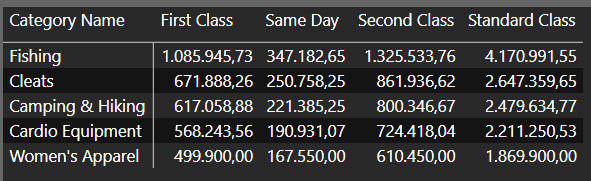 Category Name First Class Same Day Second Class Standard Class
Fishing 1.085.945,73 347.182,65 1.325.533,76 4.170.991,55
Cleats 671.888,26 250.758,25 861.936,62 2.647.359,65
Camping & Hiking 617.058,88 221.385,25 800.346,67 2.479.634,77
Cardio Equipment 568.243,56 190.931,07 724.418,04 2.211.250,53
Women's Apparel 499.900,00 167.550,00 610.450,00 1.869.900,00